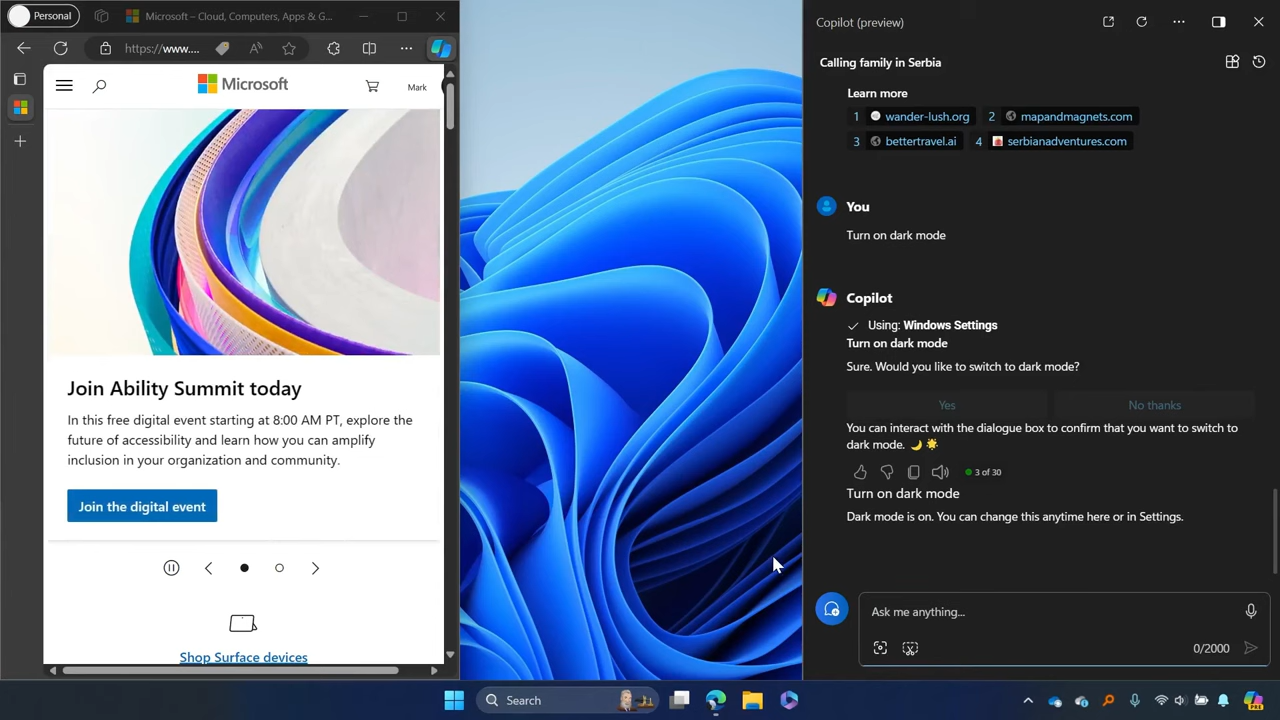 Personal
Microsoft – Cloud, Computers, Apps & G...
https://www....
Microsoft
Mark
Join Ability Summit today
In this free digital event starting at 8:00 AM PT, explore the
future of accessibility and learn how you can amplify
inclusion in your organization and community.
Join the digital event
Shop Surface devices
Copilot (preview)
Calling family in Serbia
Learn more
1 wander-lush.org 2 mapandmagnets.com
3 bettertravel.ai 4 serbianadventures.com
You
Turn on dark mode
Copilot
Using: Windows Settings
Turn on dark mode
Sure. Would you like to switch to dark mode?
Yes No thanks
You can interact with the dialogue box to confirm that you want to switch to
dark mode. 🌙 🌟
3 of 30
Turn on dark mode
Dark mode is on. You can change this anytime here or in Settings.
Ask me anything...
0/2000
Search
PRE